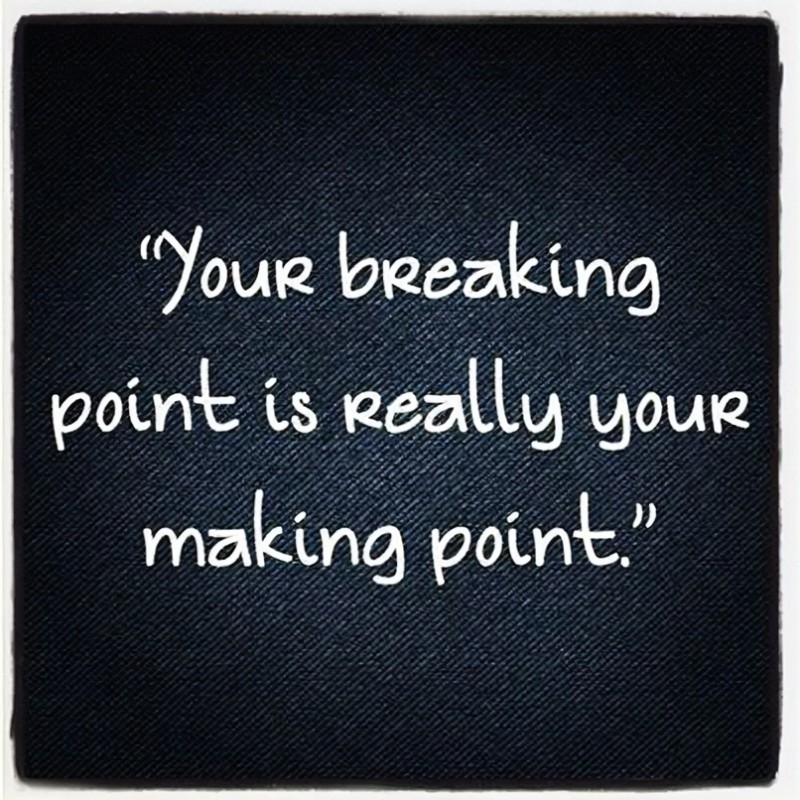 “Your breaking
point is really your
making point.”